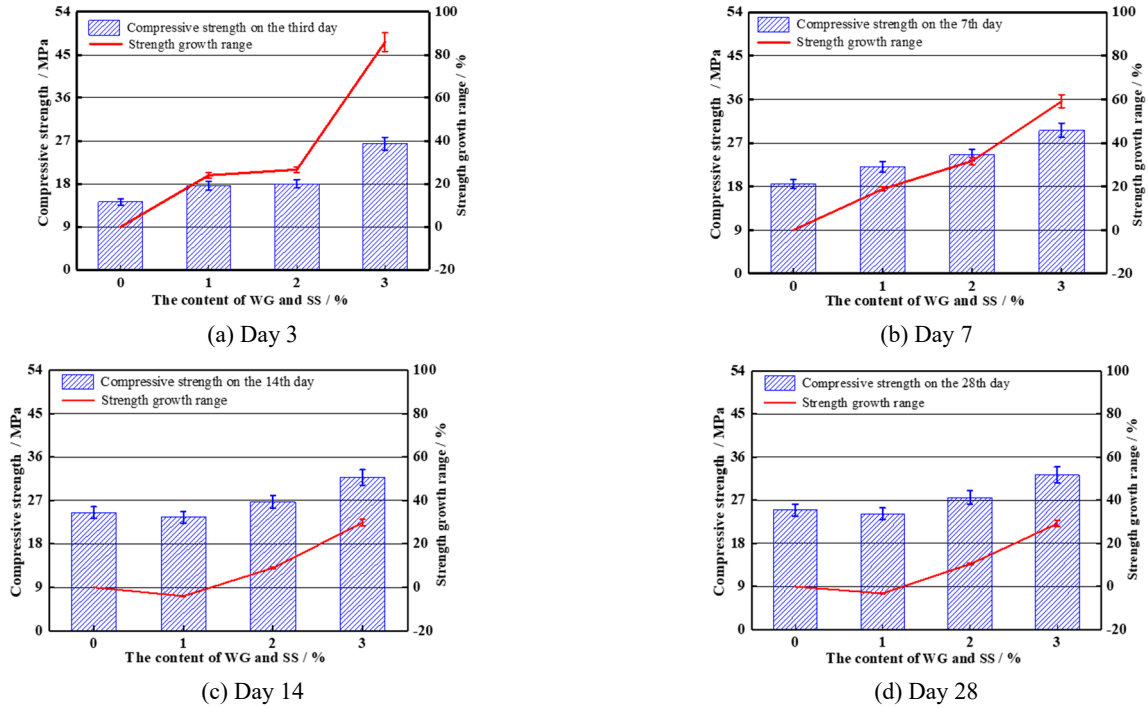 Compressive strength on the third day
Strength growth range
Compressive strength / MPa
54
45
36
27
18
9
0
100
80
60
40
20
0
-20
Strength growth range / %
0 1 2 3
The content of WG and SS / %
(a) Day 3
Compressive strength on the 7th day
Strength growth range
Compressive strength / MPa
54
45
36
27
18
9
0
100
80
60
40
20
0
-20
Strength growth range / %
0 1 2 3
The content of WG and SS / %
(b) Day 7
Compressive strength on the 14th day
Strength growth range
Compressive strength / MPa
54
45
36
27
18
9
0
100
80
60
40
20
0
-20
Strength growth range / %
0 1 2 3
The content of WG and SS / %
(c) Day 14
Compressive strength on the 28th day
Strength growth range
Compressive strength / MPa
54
45
36
27
18
9
0
100
80
60
40
20
0
-20
Strength growth range / %
0 1 2 3
The content of WG and SS / %
(d) Day 28